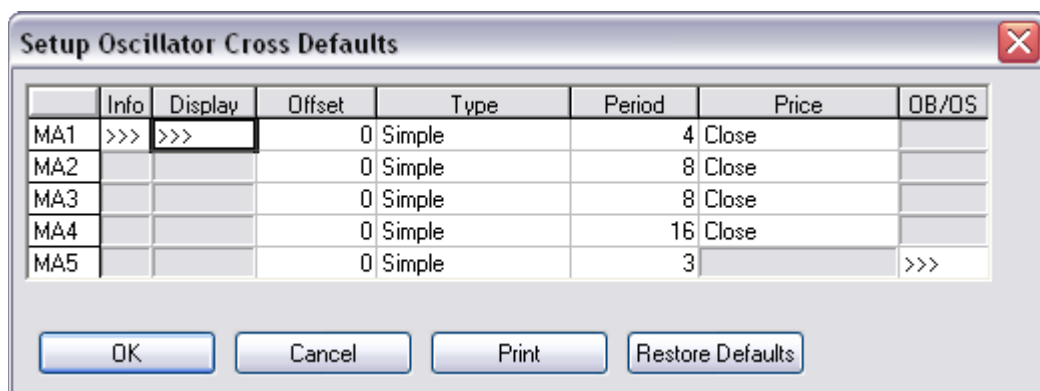 Setup Oscillator Cross Defaults
Info Display Offset Type Period Price OB/OS
MA1 >>> >>> 0 Simple 4 Close
MA2 0 Simple 8 Close
MA3 0 Simple 8 Close
MA4 0 Simple 16 Close
MA5 0 Simple 3 >>>
OK Cancel Print Restore Defaults